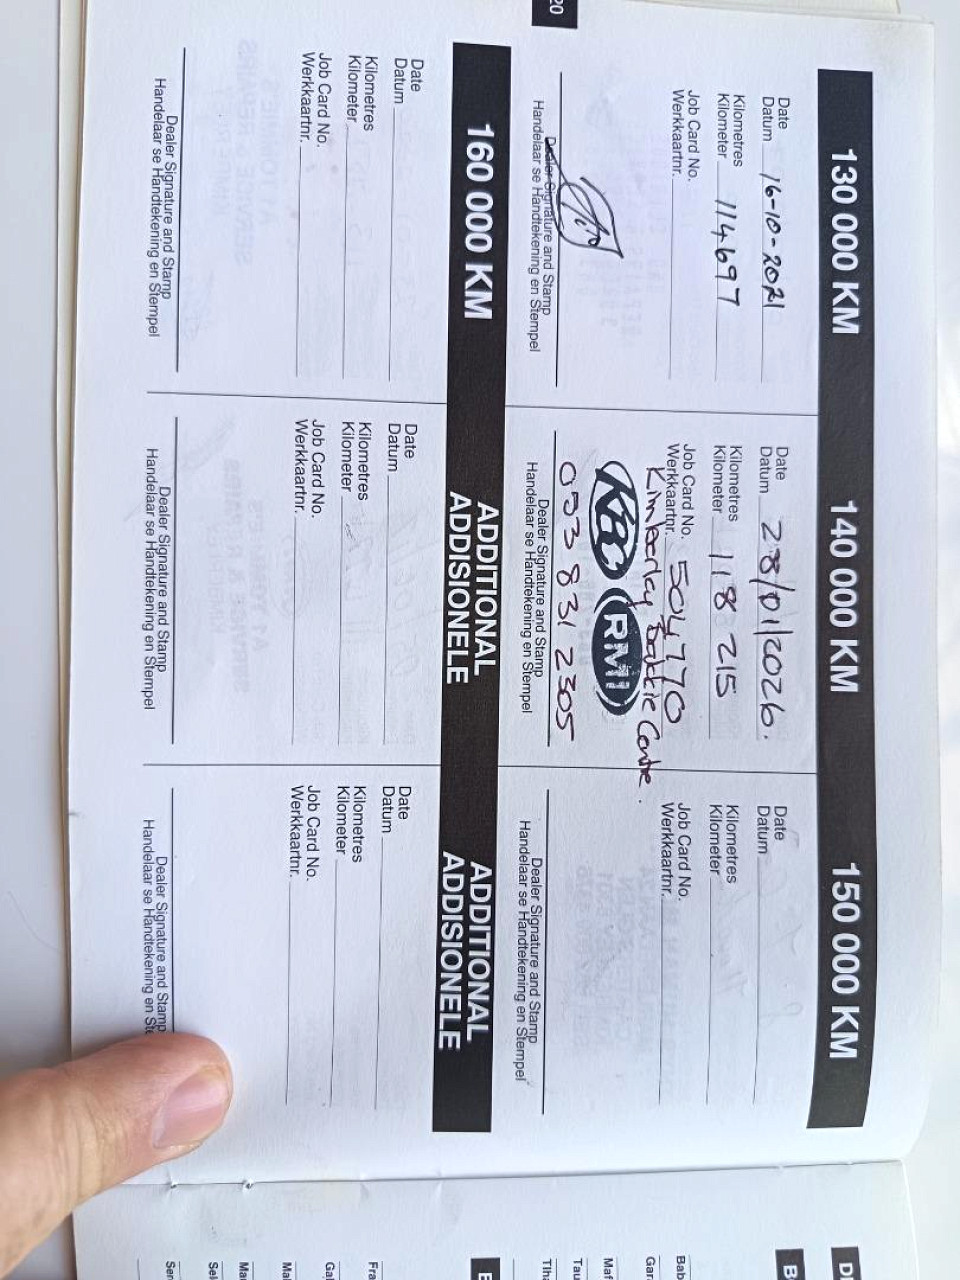 20
130 000 KM
140 000 KM
150 000 KM
Date
Datum 16-10-2021
Kilometres
Kilometer 114697
Job Card No.
Werkkaartnr.
Dealer Signature and Stamp
Handelaar se Handtekening en Stempel
Date
Datum 28/01/2026.
Kilometres
Kilometer 118 215
Job Card No.
Werkkaartnr. 504770
Kimberley Bakkie Centre.
KBC RMI
053 831 2305
Dealer Signature and Stamp
Handelaar se Handtekening en Stempel
Date
Datum
Kilometres
Kilometer
Job Card No.
Werkkaartnr.
Dealer Signature and Stamp
Handelaar se Handtekening en Stempel
160 000 KM
ADDITIONAL
ADDISIONELE
ADDITIONAL
ADDISIONELE
Date
Datum
Kilometres
Kilometer
Job Card No.
Werkkaartnr.
Dealer Signature and Stamp
Handelaar se Handtekening en Stempel
Date
Datum
Kilometres
Kilometer
Job Card No.
Werkkaartnr.
Dealer Signature and Stamp
Handelaar se Handtekening en Stempel
Date
Datum
Kilometres
Kilometer
Job Card No.
Werkkaartnr.
Dealer Signature and Stamp
Handelaar se Handtekening en Ste